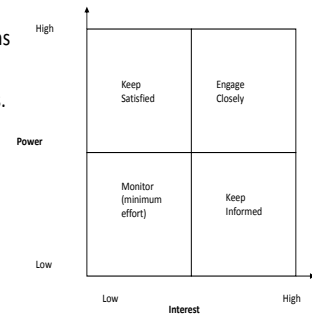 High
Keep
Satisfied
Engage
Closely
Power
Monitor
(minimum
effort)
Keep
Informed
Low
Low
High
Interest